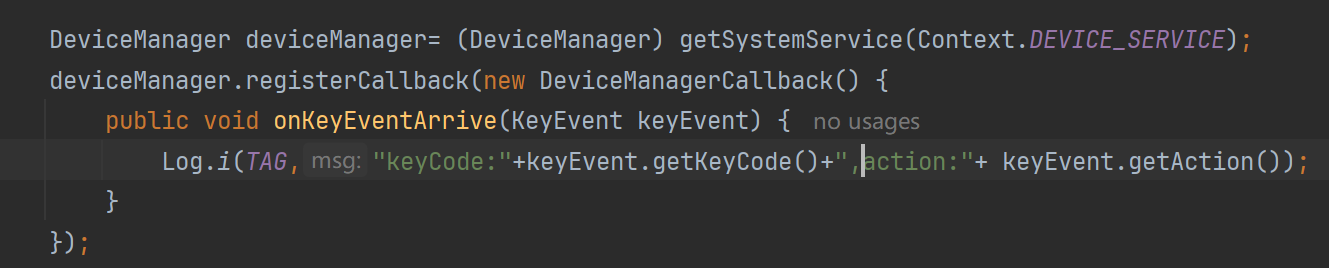 DeviceManager deviceManager= (DeviceManager) getSystemService(Context.DEVICE_SERVICE);
deviceManager.registerCallback(new DeviceManagerCallback() {
public void onKeyEventArrive(KeyEvent keyEvent) { no usages
Log.i(TAG, msg: "keyCode:"+keyEvent.getKeyCode()+",action:"+ keyEvent.getAction());
}
});